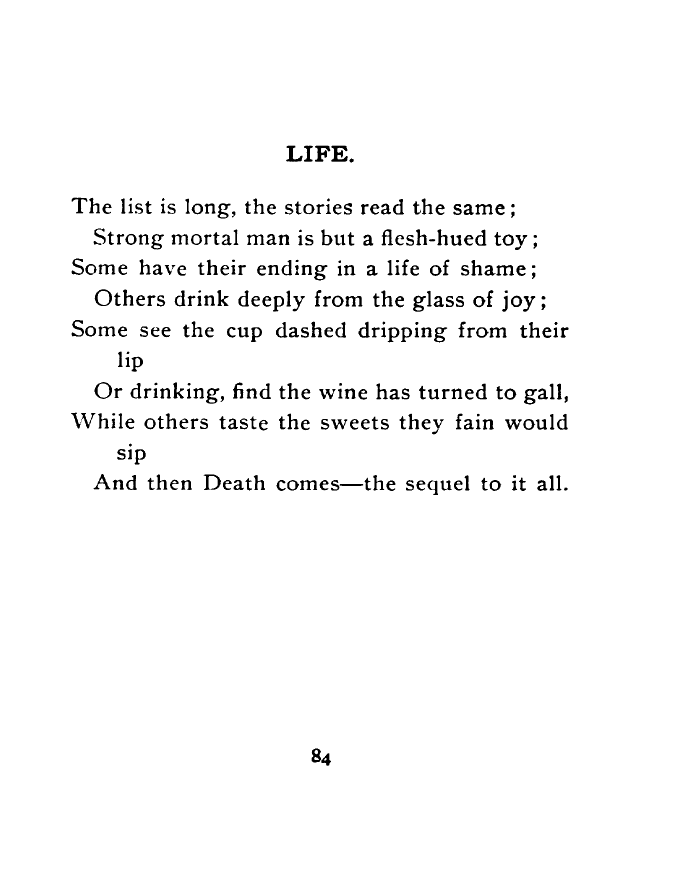 LIFE.
The list is long, the stories read the same;
Strong mortal man is but a flesh-hued toy;
Some have their ending in a life of shame;
Others drink deeply from the glass of joy;
Some see the cup dashed dripping from their
lip
Or drinking, find the wine has turned to gall,
While others taste the sweets they fain would
sip
And then Death comes—the sequel to it all.
84